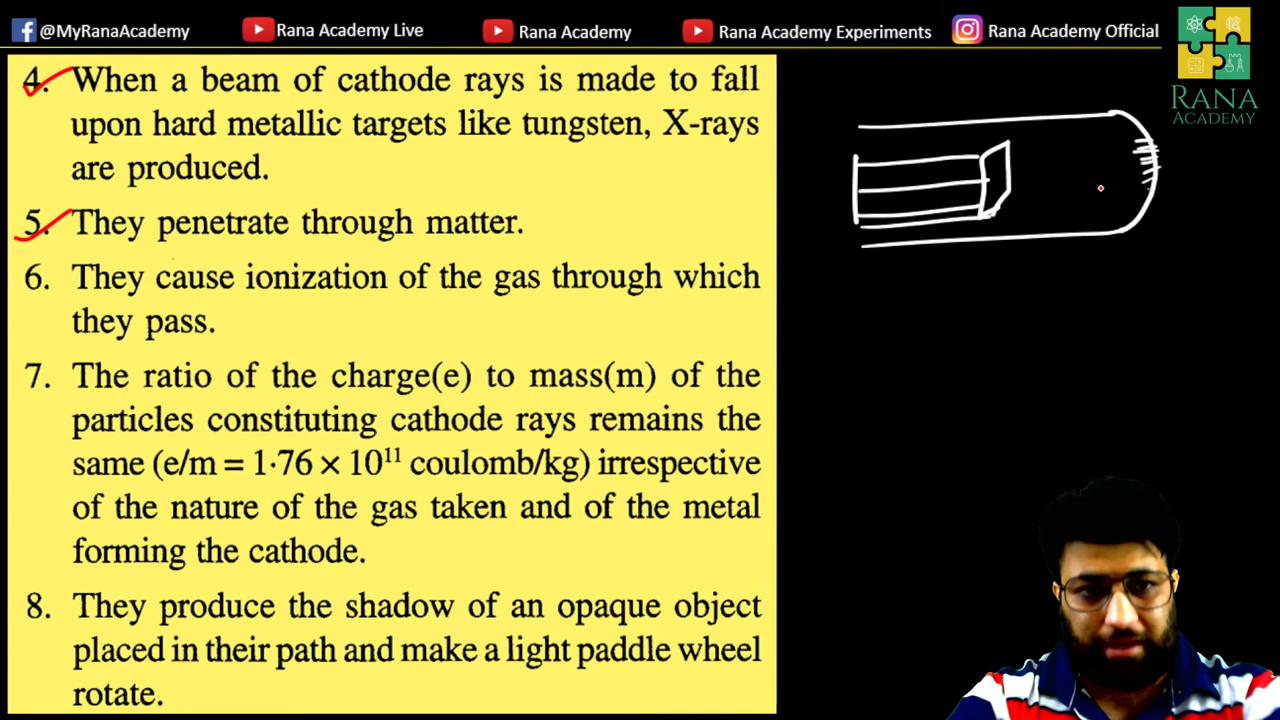 @MyRanaAcademy
Rana Academy Live
Rana Academy
Rana Academy Experiments
Rana Academy Official
RANA
ACADEMY
4. When a beam of cathode rays is made to fall
upon hard metallic targets like tungsten, X-rays
are produced.
5. They penetrate through matter.
6. They cause ionization of the gas through which
they pass.
7. The ratio of the charge(e) to mass(m) of the
particles constituting cathode rays remains the
same (e/m = 1·76 × 10¹¹ coulomb/kg) irrespective
of the nature of the gas taken and of the metal
forming the cathode.
8. They produce the shadow of an opaque object
placed in their path and make a light paddle wheel
rotate.